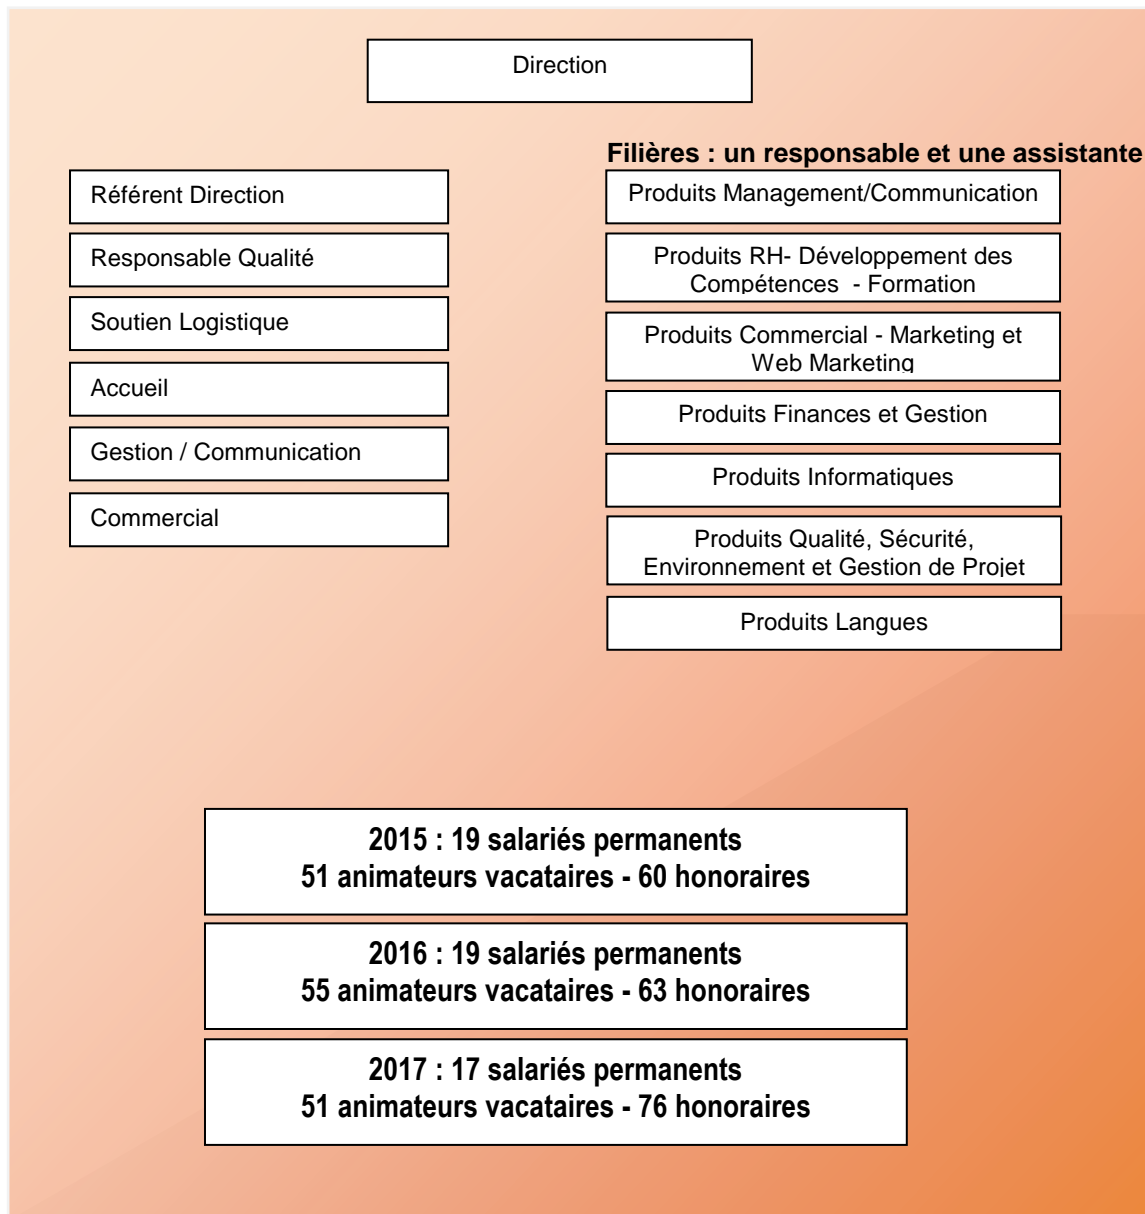 Direction
Référent Direction
Responsable Qualité
Soutien Logistique
Accueil
Gestion / Communication
Commercial
Filières : un responsable et une assistante
Produits Management/Communication
Produits RH- Développement des
Compétences - Formation
Produits Commercial - Marketing et
Web Marketing
Produits Finances et Gestion
Produits Informatiques
Produits Qualité, Sécurité,
Environnement et Gestion de Projet
Produits Langues
2015 : 19 salariés permanents
51 animateurs vacataires - 60 honoraires
2016 : 19 salariés permanents
55 animateurs vacataires - 63 honoraires
2017 : 17 salariés permanents
51 animateurs vacataires - 76 honoraires